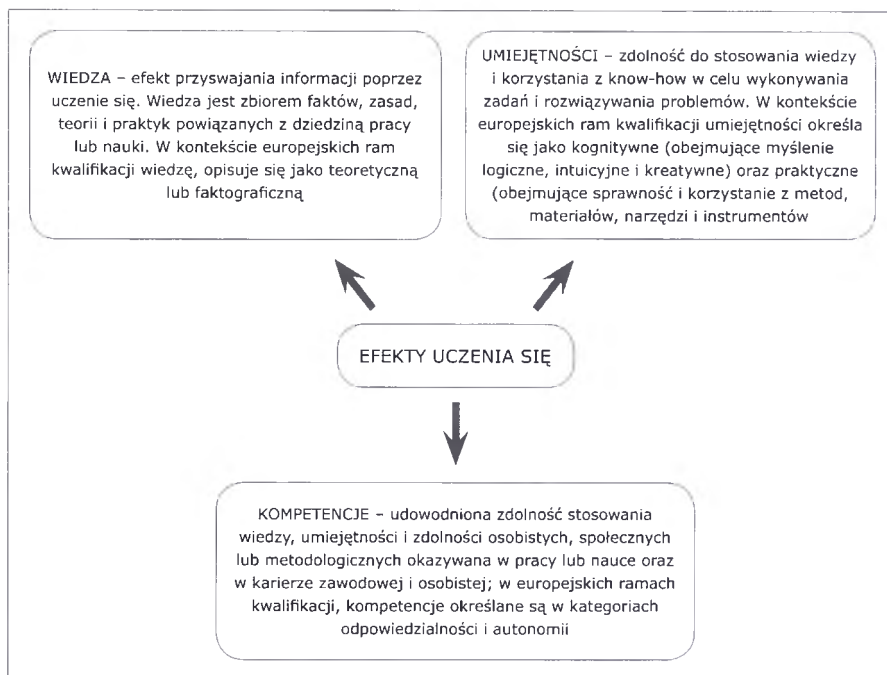 WIEDZA – efekt przyswajania informacji poprzez
uczenie się. Wiedza jest zbiorem faktów, zasad,
teorii i praktyk powiązanych z dziedziną pracy
lub nauki. W kontekście europejskich ram
kwalifikacji wiedzę, opisuje się jako teoretyczną
lub faktograficzną
UMIEJĘTNOŚCI – zdolność do stosowania wiedzy
i korzystania z know-how w celu wykonywania
zadań i rozwiązywania problemów. W kontekście
europejskich ram kwalifikacji umiejętności określa
się jako kognitywne (obejmujące myślenie
logiczne, intuicyjne i kreatywne) oraz praktyczne
(obejmujące sprawność i korzystanie z metod,
materiałów, narzędzi i instrumentów
EFEKTY UCZENIA SIĘ
KOMPETENCJE – udowodniona zdolność stosowania
wiedzy, umiejętności i zdolności osobistych, społecznych
lub metodologicznych okazywana w pracy lub nauce oraz
w karierze zawodowej i osobistej; w europejskich ramach
kwalifikacji, kompetencje określane są w kategoriach
odpowiedzialności i autonomii